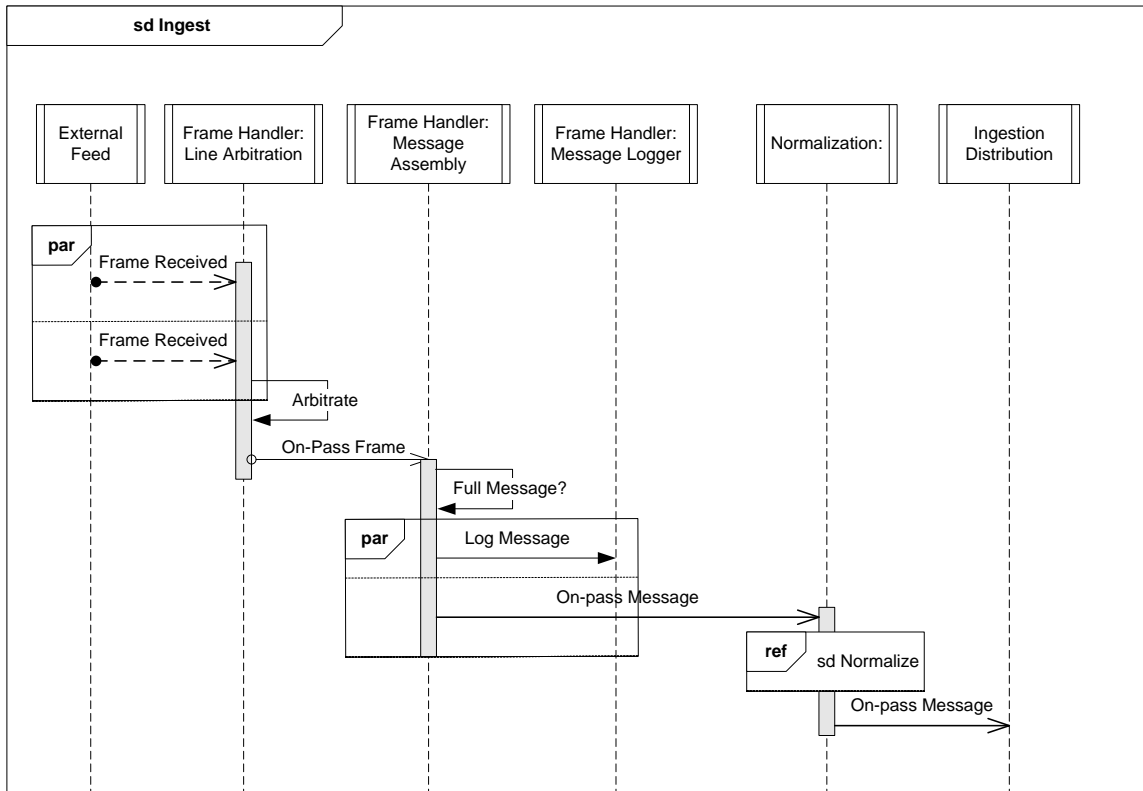 sd Ingest
External
Feed
Frame Handler:
Line Arbitration
Frame Handler:
Message
Assembly
Frame Handler:
Message Logger
Normalization:
Ingestion
Distribution
par
Frame Received
Frame Received
Arbitrate
On-Pass Frame
Full Message?
par
Log Message
On-pass Message
ref
sd Normalize
On-pass Message